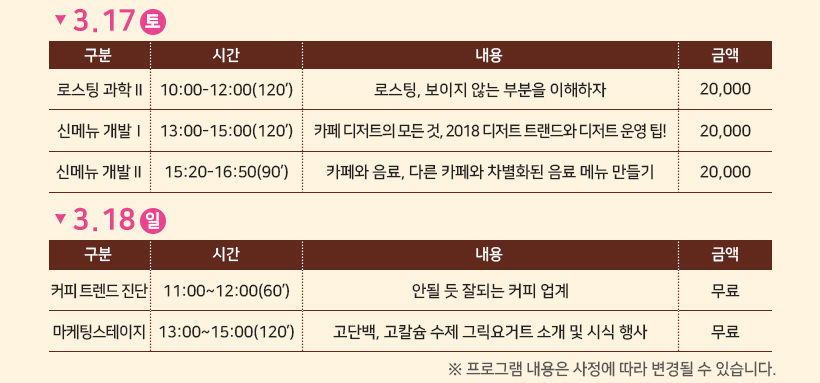 ▼ 3.17 토
구분 시간 내용 금액
로스팅 과학Ⅱ 10:00-12:00(120′) 로스팅, 보이지 않는 부분을 이해하자 20,000
신메뉴 개발Ⅰ 13:00-15:00(120′) 카페 디저트의 모든 것, 2018 디저트 트랜드와 디저트 운영 팁! 20,000
신메뉴 개발Ⅱ 15:20-16:50(90′) 카페와 음료, 다른 카페와 차별화된 음료 메뉴 만들기 20,000
▼ 3.18 일
구분 시간 내용 금액
커피 트렌드 진단 11:00~12:00(60′) 안될 듯 잘되는 커피 업계 무료
마케팅스테이지 13:00~15:00(120′) 고단백, 고칼슘 수제 그릭요거트 소개 및 시식 행사 무료
※ 프로그램 내용은 사정에 따라 변경될 수 있습니다.